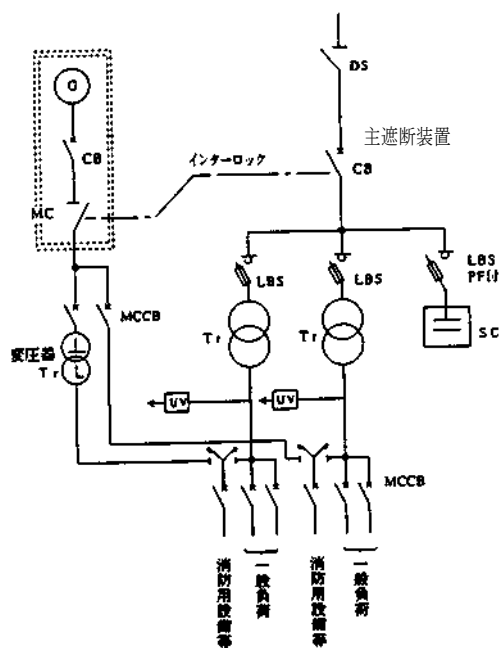 G
DS
CB
主遮断装置
インターロック
CB
MC
LBS
LBS
LBS
PF付
SC
MCCB
変圧器
Tr
Tr
Tr
UV
UV
MCCB
消防用設備等
一般負荷
消防用設備等
一般負荷